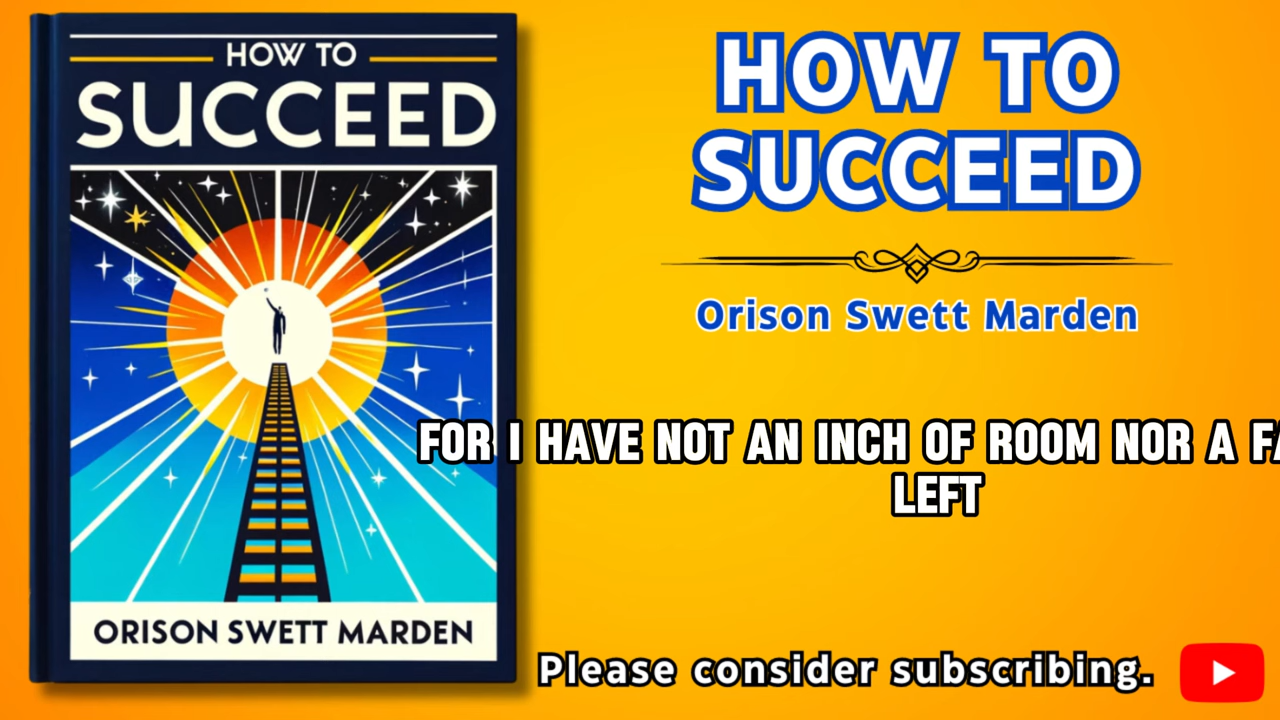 HOW TO
SUCCEED
ORISON SWETT MARDEN
HOW TO
SUCCEED
Orison Swett Marden
FOR I HAVE NOT AN INCH OF ROOM NOR A
LEFT
Please consider subscribing.